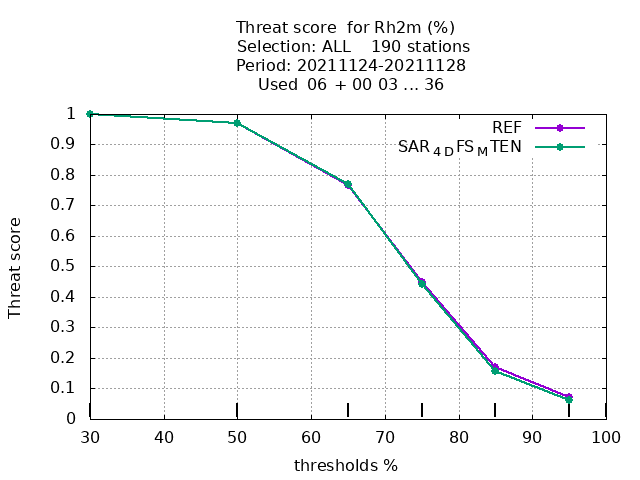 Threat score  for Rh2m (%)
Selection: ALL    190 stations
Period: 20211124-20211128
Used  06  + 00 03 ... 36
REF
SAR4DFSMTEN
Threat score
1
0.9
0.8
0.7
0.6
0.5
0.4
0.3
0.2
0.1
0
30 40 50 60 70 80 90 100
thresholds %